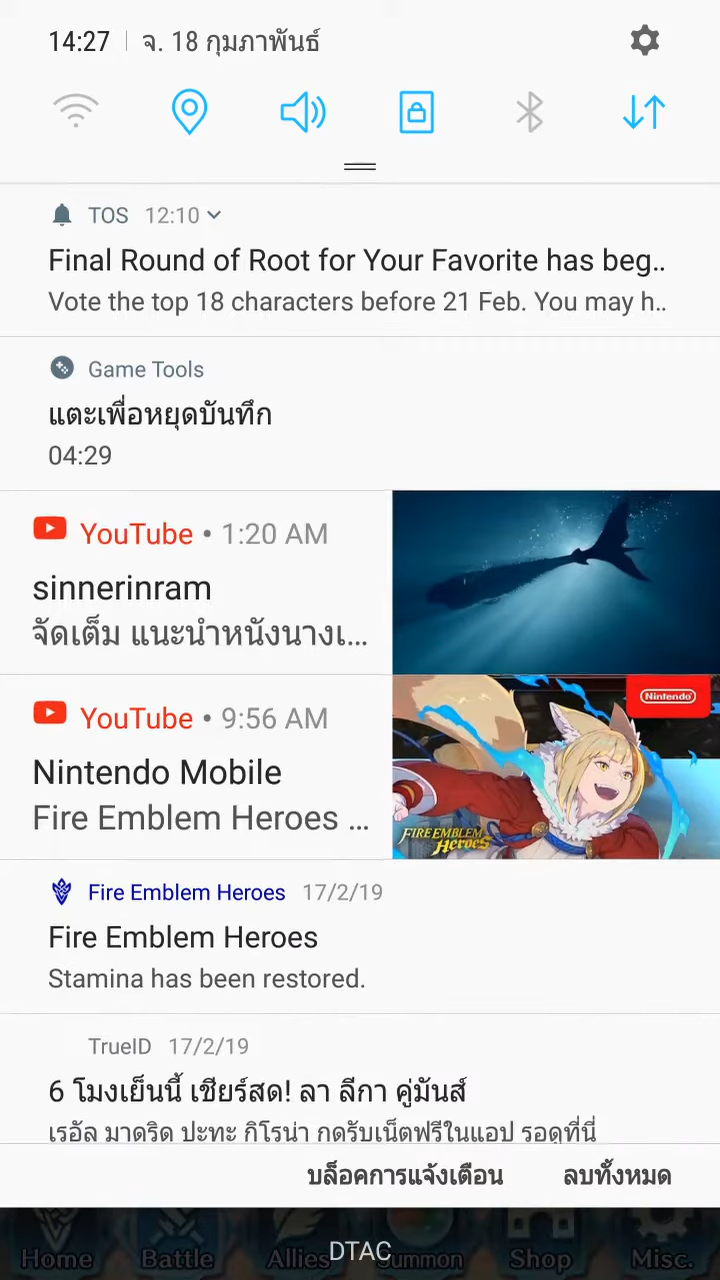 14:27 จ. 18 กุมภาพันธ์
TOS 12:10
Final Round of Root for Your Favorite has beg..
Vote the top 18 characters before 21 Feb. You may h..
Game Tools
แตะเพื่อหยุดบันทึก
04:29
YouTube • 1:20 AM
sinnerinram
จัดเต็ม แนะนำหนังนางเ...
YouTube • 9:56 AM
Nintendo Mobile
Fire Emblem Heroes ...
Nintendo
FIRE EMBLEM
Heroes
Fire Emblem Heroes 17/2/19
Fire Emblem Heroes
Stamina has been restored.
TrueID 17/2/19
6 โมงเย็นนี้ เชียร์สด! ลา ลีกา คู่มันส์
เรอัล มาดริด ปะทะ กิโรน่า กดรับเน็ตฟรีในแอป รอดูที่นี่
บล็อคการแจ้งเตือน ลบทั้งหมด
DTAC
Home Battle Allies Summon Shop Misc.